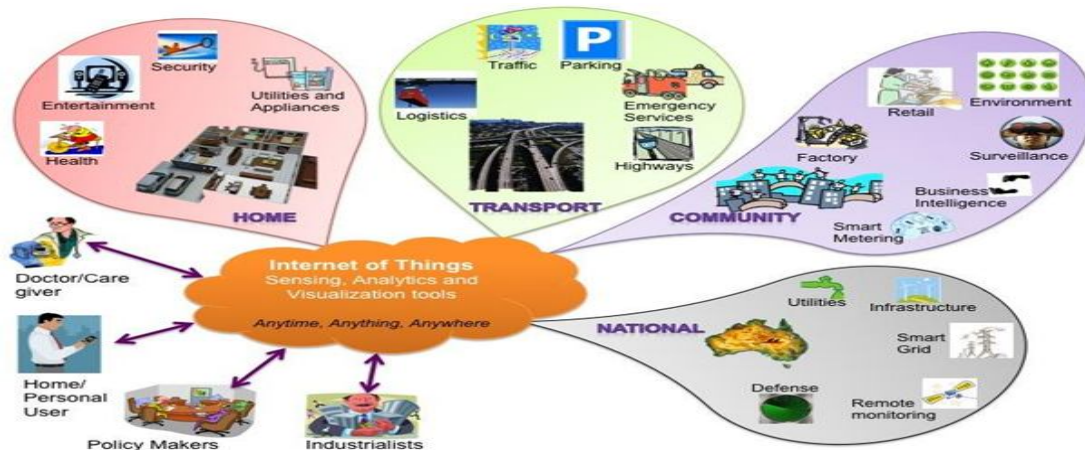 Security
Entertainment
Utilities and
Appliances
Health
HOME
Traffic
P
Parking
Logistics
Emergency
Services
Highways
TRANSPORT
Retail
Environment
Factory
Surveillance
COMMUNITY
Business
Intelligence
Smart
Metering
Internet of Things
Sensing, Analytics and
Visualization tools
Anytime, Anything, Anywhere
Doctor/Care
giver
Home/
Personal
User
Policy Makers
Industrialists
NATIONAL
Utilities
Infrastructure
Smart
Grid
Defense
Remote
monitoring